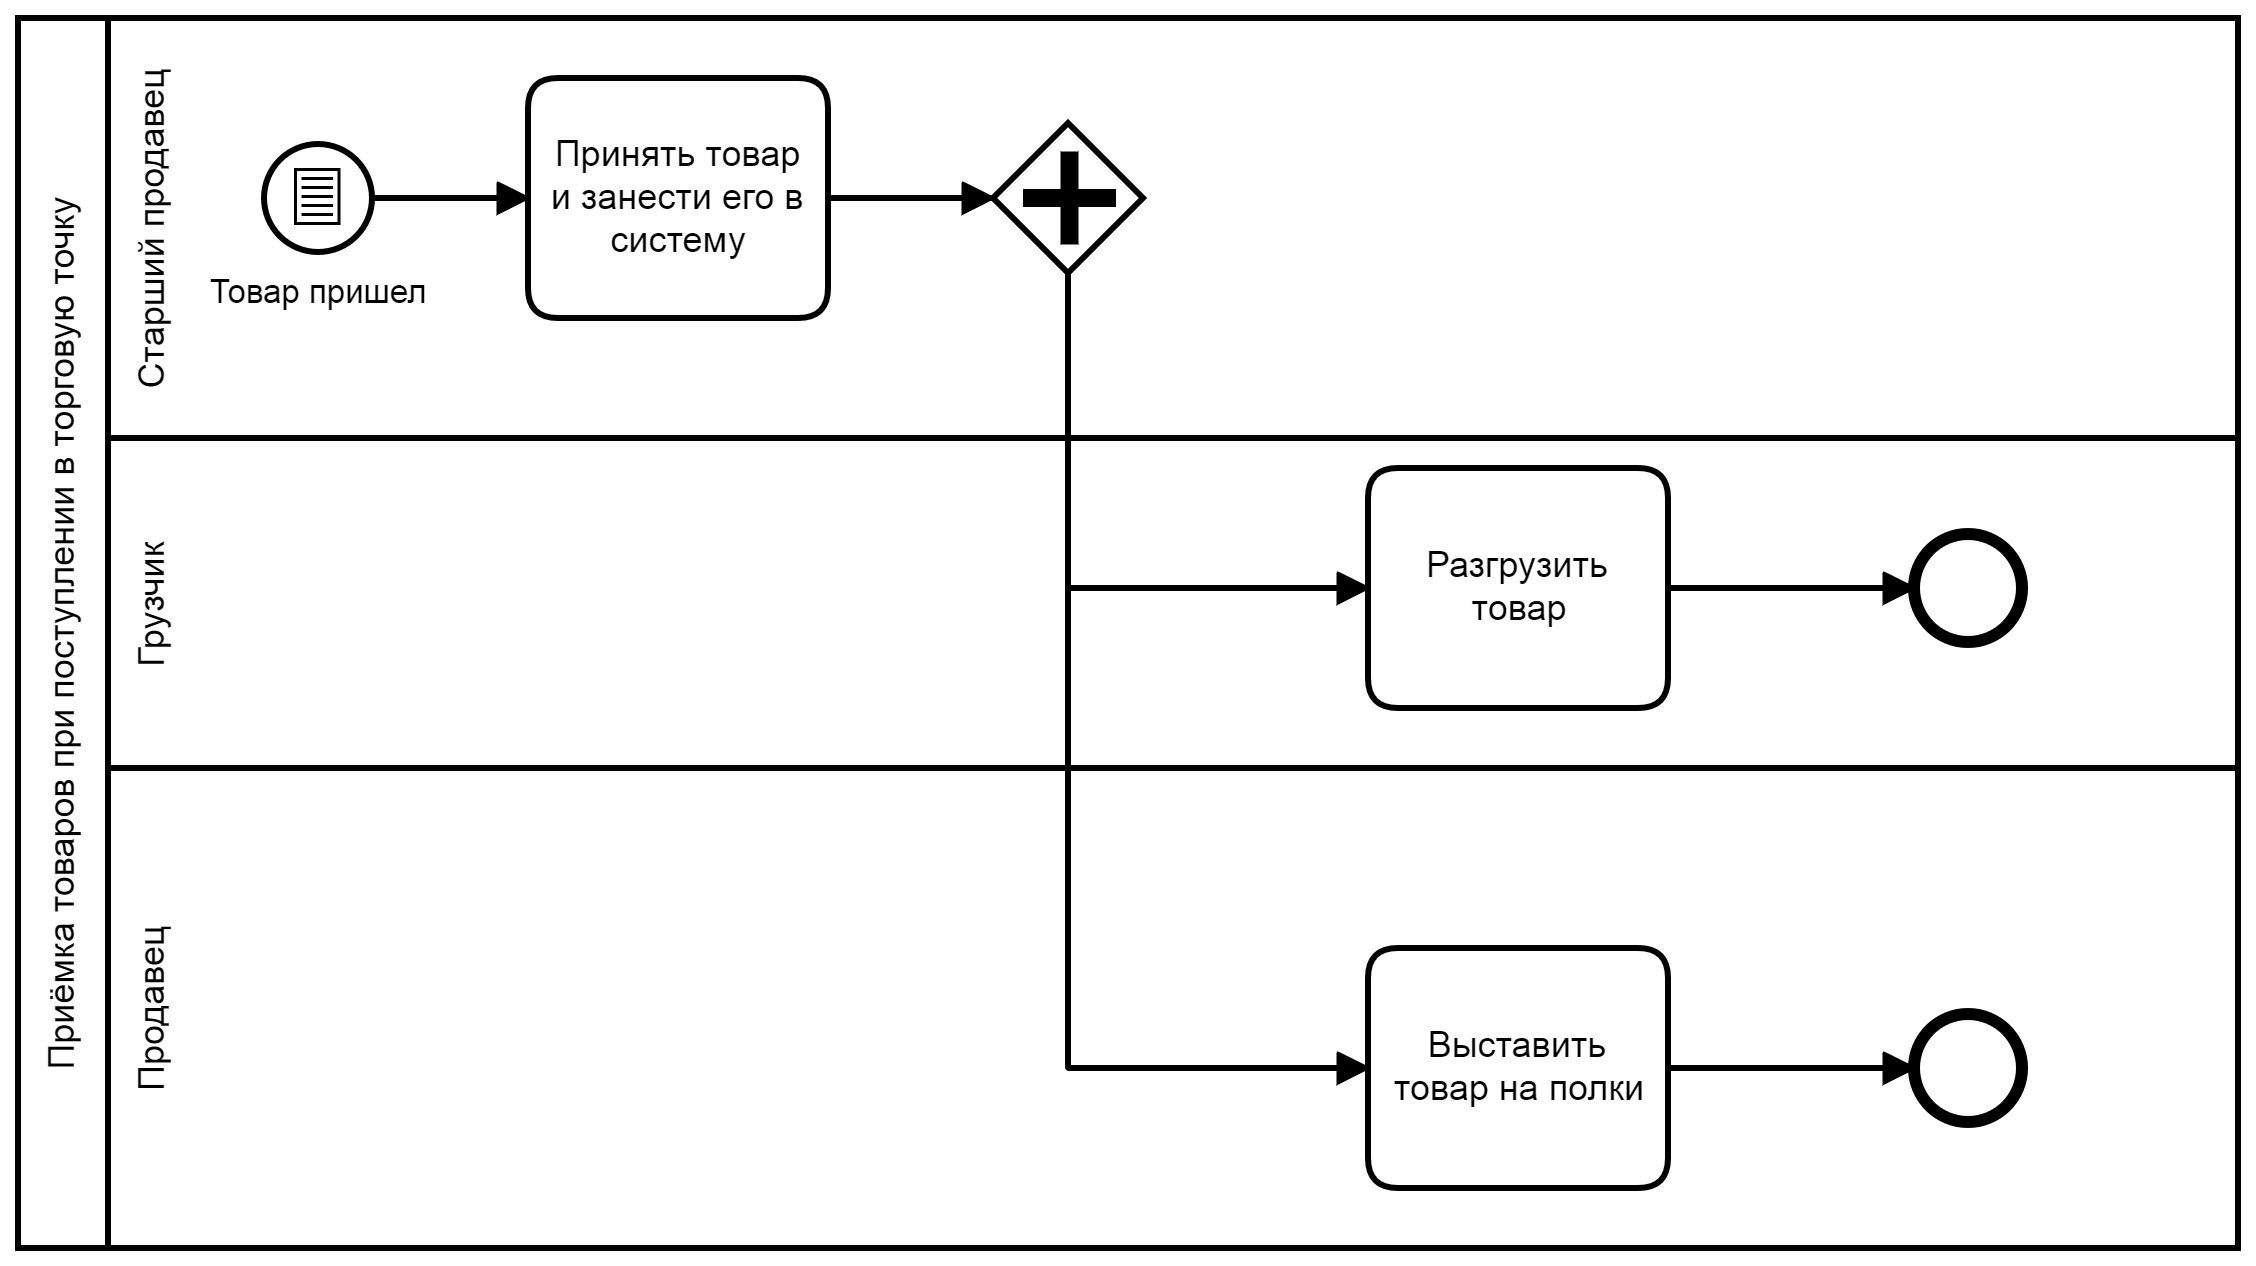 Приёмка товаров при поступлении в торговую точку
Старший продавец
Товар пришел
Принять товар
и занести его в
систему
Грузчик
Разгрузить
товар
Продавец
Выставить
товар на полки